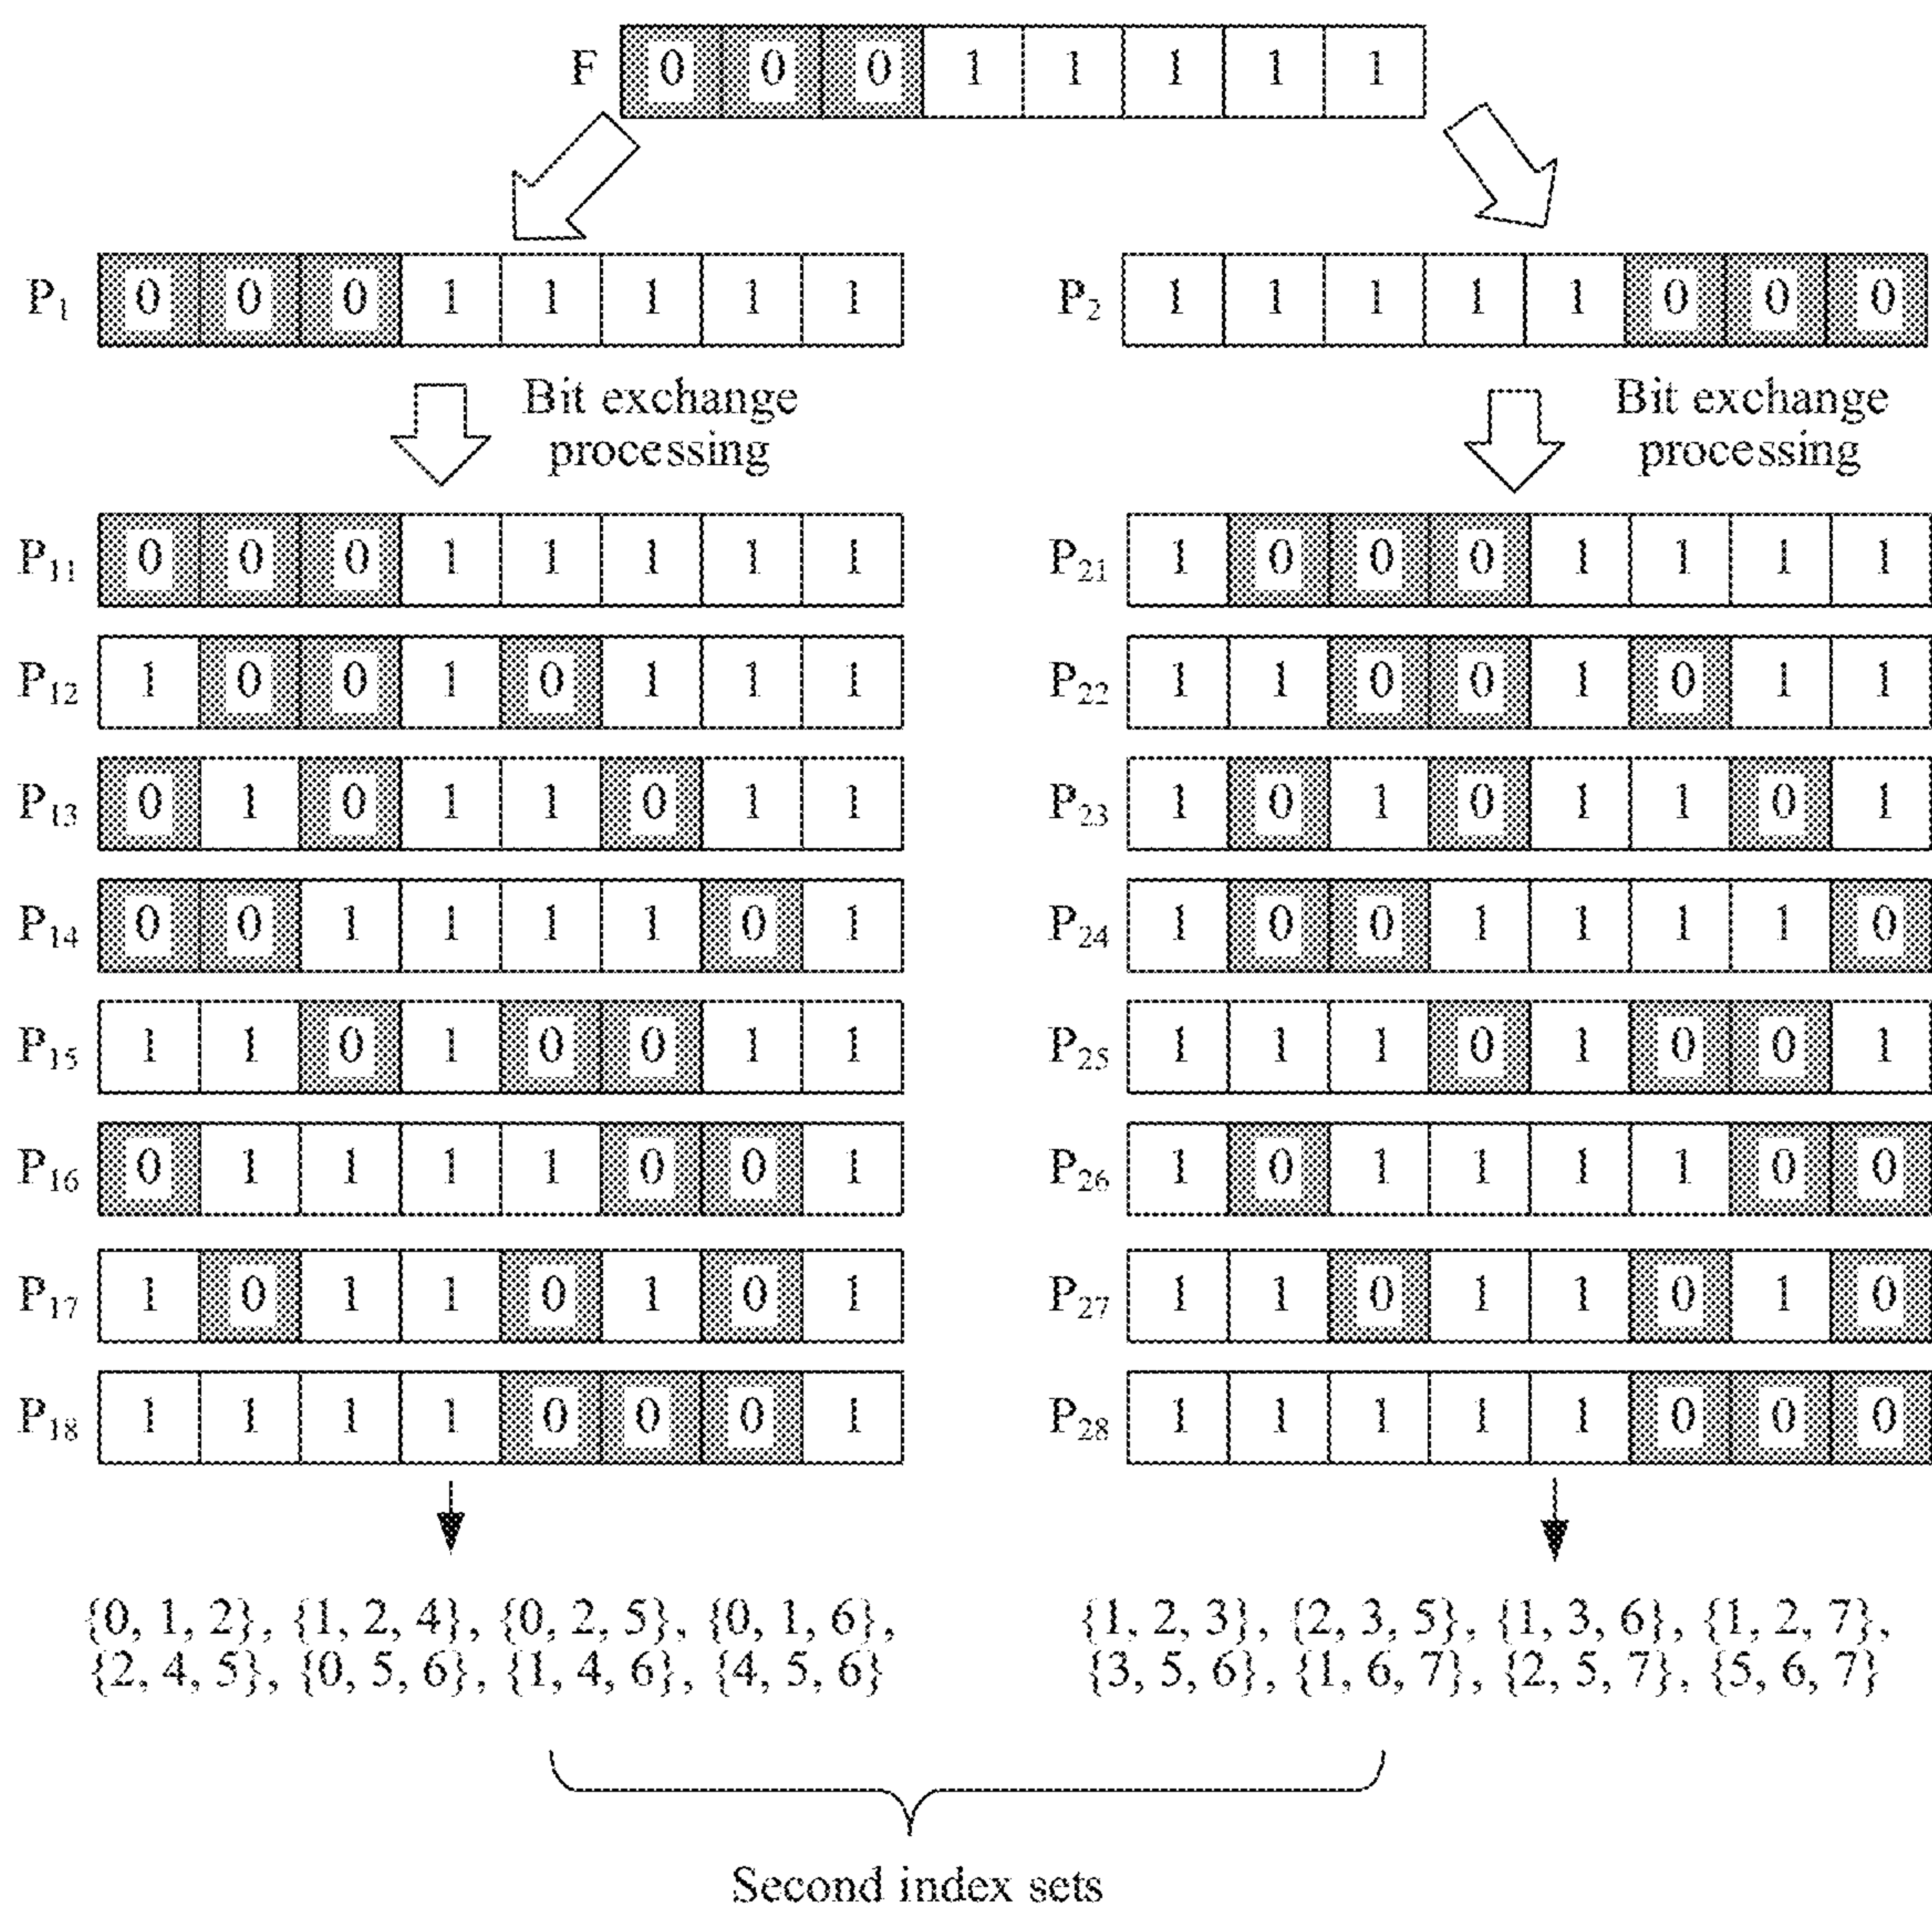 F 0 0 0 1 1 1 1 1
P1 0 0 0 1 1 1 1 1
P2 1 1 1 1 1 0 0 0
Bit exchange
processing
Bit exchange
processing
P11 0 0 0 1 1 1 1 1
P21 1 0 0 0 1 1 1 1
P12 1 0 0 1 0 1 1 1
P22 1 1 0 0 1 0 1 1
P13 0 1 0 1 1 0 1 1
P23 1 0 1 0 1 1 0 1
P14 0 0 1 1 1 1 0 1
P24 1 0 0 1 1 1 1 0
P15 1 1 0 1 0 0 1 1
P25 1 1 1 0 1 0 0 1
P16 0 1 1 1 1 0 0 1
P26 1 0 1 1 1 1 0 0
P17 1 0 1 1 0 1 0 1
P27 1 1 0 1 1 0 1 0
P18 1 1 1 1 0 0 0 1
P28 1 1 1 1 1 0 0 0
{0, 1, 2}, {1, 2, 4}, {0, 2, 5}, {0, 1, 6},
{2, 4, 5}, {0, 5, 6}, {1, 4, 6}, {4, 5, 6}
{1, 2, 3}, {2, 3, 5}, {1, 3, 6}, {1, 2, 7},
{3, 5, 6}, {1, 6, 7}, {2, 5, 7}, {5, 6, 7}
Second index sets